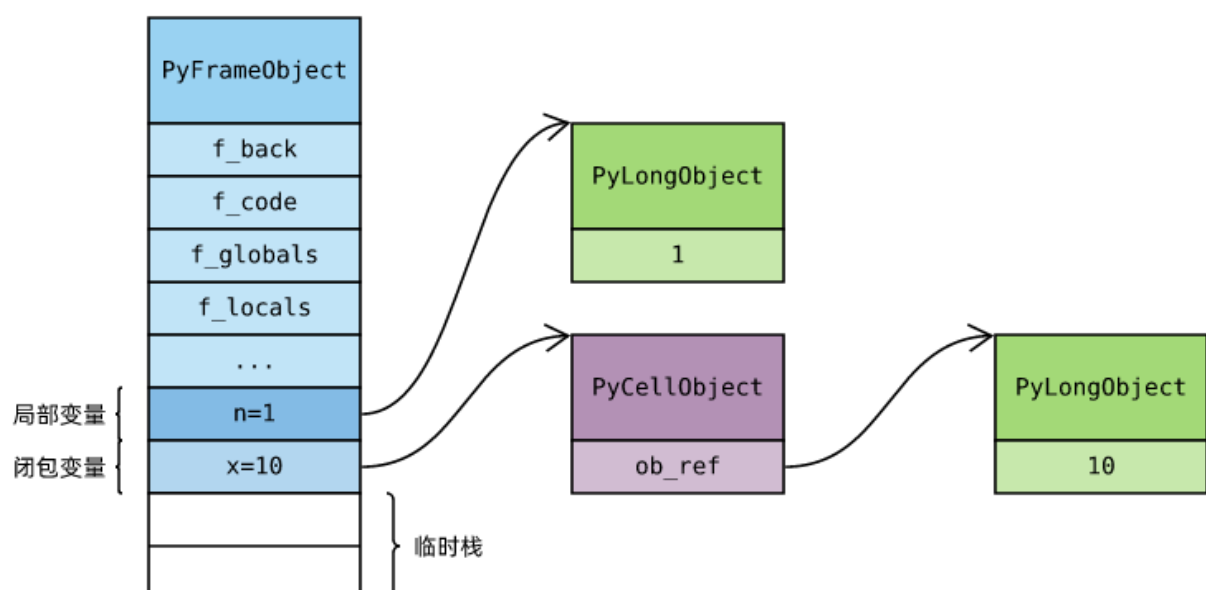 PyFrameObject
f_back
f_code
f_globals
f_locals
...
局部变量
n=1
闭包变量
x=10
临时栈
PyLongObject
1
PyCellObject
ob_ref
PyLongObject
10